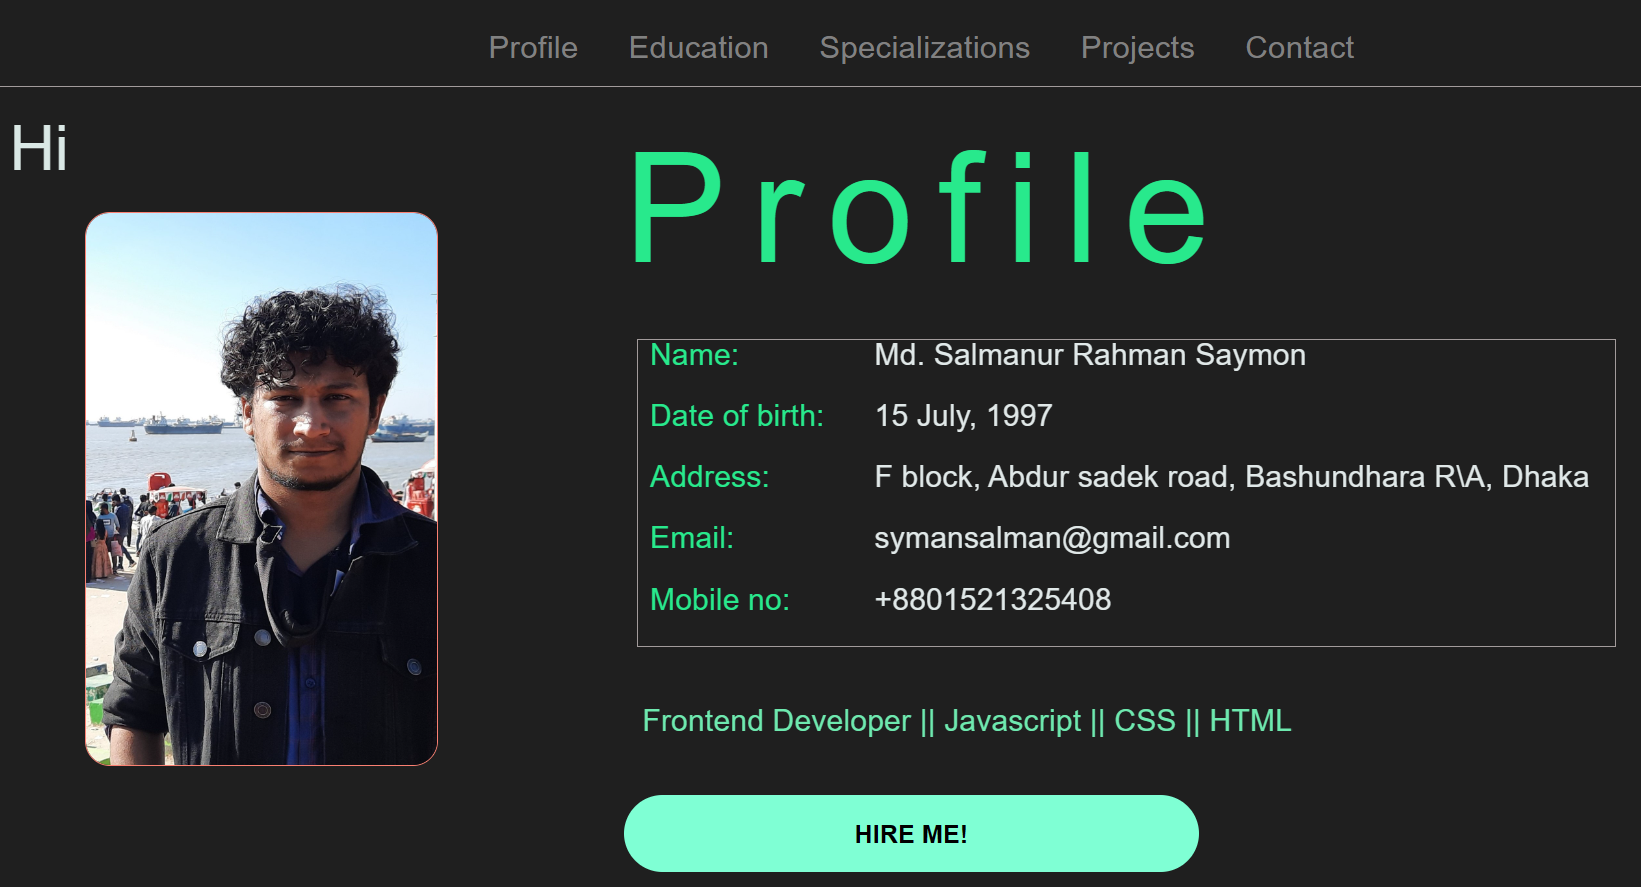 Profile Education Specializations Projects Contact
Hi
Profile
Name: Md. Salmanur Rahman Saymon
Date of birth: 15 July, 1997
Address: F block, Abdur sadek road, Bashundhara R\A, Dhaka
Email: symansalman@gmail.com
Mobile no: +8801521325408
Frontend Developer || Javascript || CSS || HTML
HIRE ME!